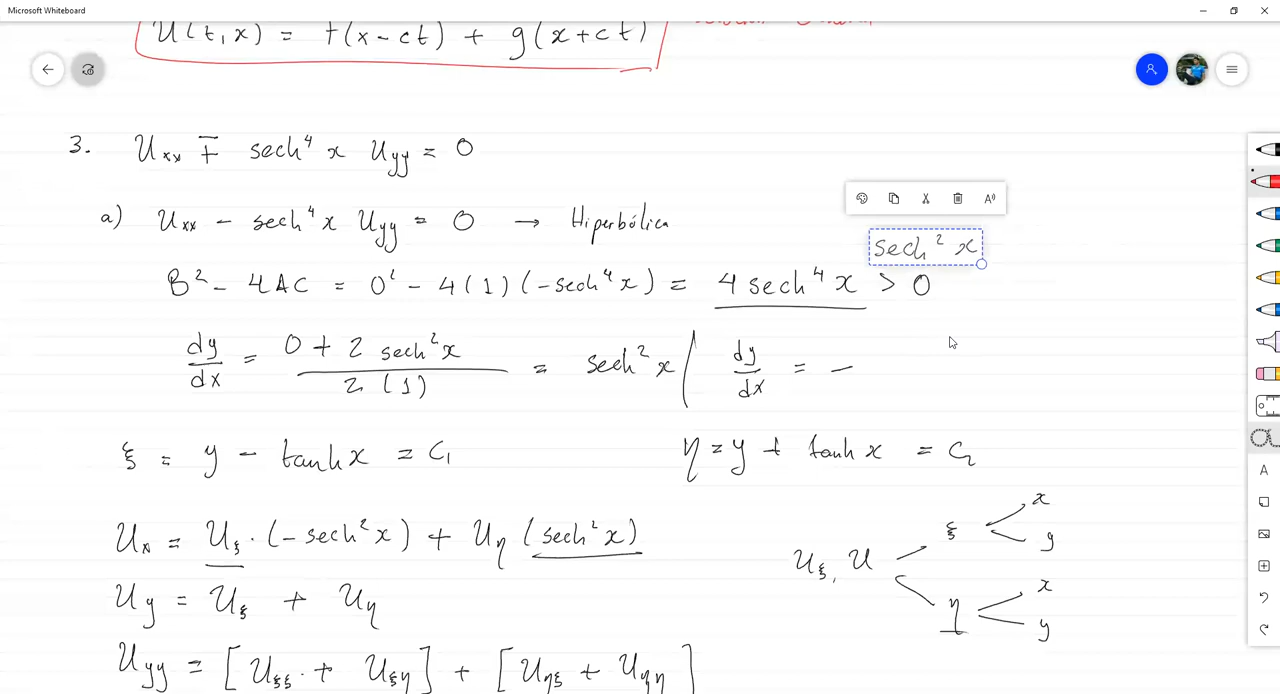 Microsoft Whiteboard
U(t,x) = f(x-ct) + g(x+ct)
3. Uxx ∓ sech⁴ x Uyy = 0
a) Uxx - sech⁴ x Uyy = 0 → Hiperbólica
sech² x
B² - 4AC = 0² - 4(1)(-sech⁴x) = 4 sech⁴ x > 0
dy/dx = (0 + 2 sech²x)/(2(1)) = sech² x | dy/dx = -
ξ = y - tanh x = C₁ η = y + tanh x = C₂
Ux = Uξ · (-sech² x) + Uη (sech² x)
Uξ, U ξ x y η x y
Uy = Uξ + Uη
Uyy = [Uξξ · + Uξη] + [Uηξ + Uηη]
A